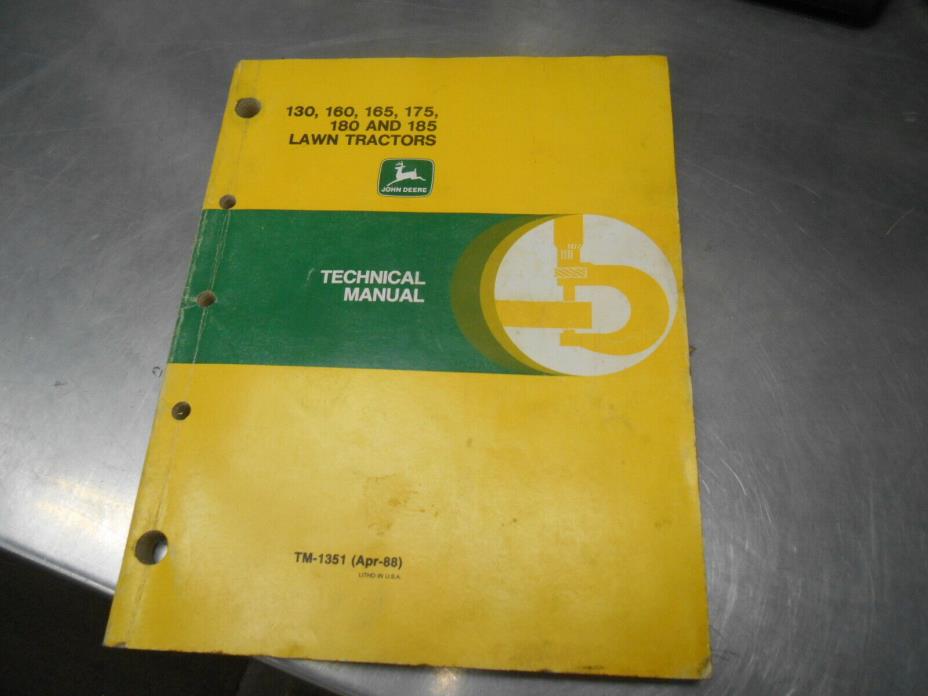 130, 160, 165, 175,
180 AND 185
LAWN TRACTORS
JOHN DEERE
TECHNICAL
MANUAL
TM-1351 (Apr-88)
LITHO IN U.S.A.